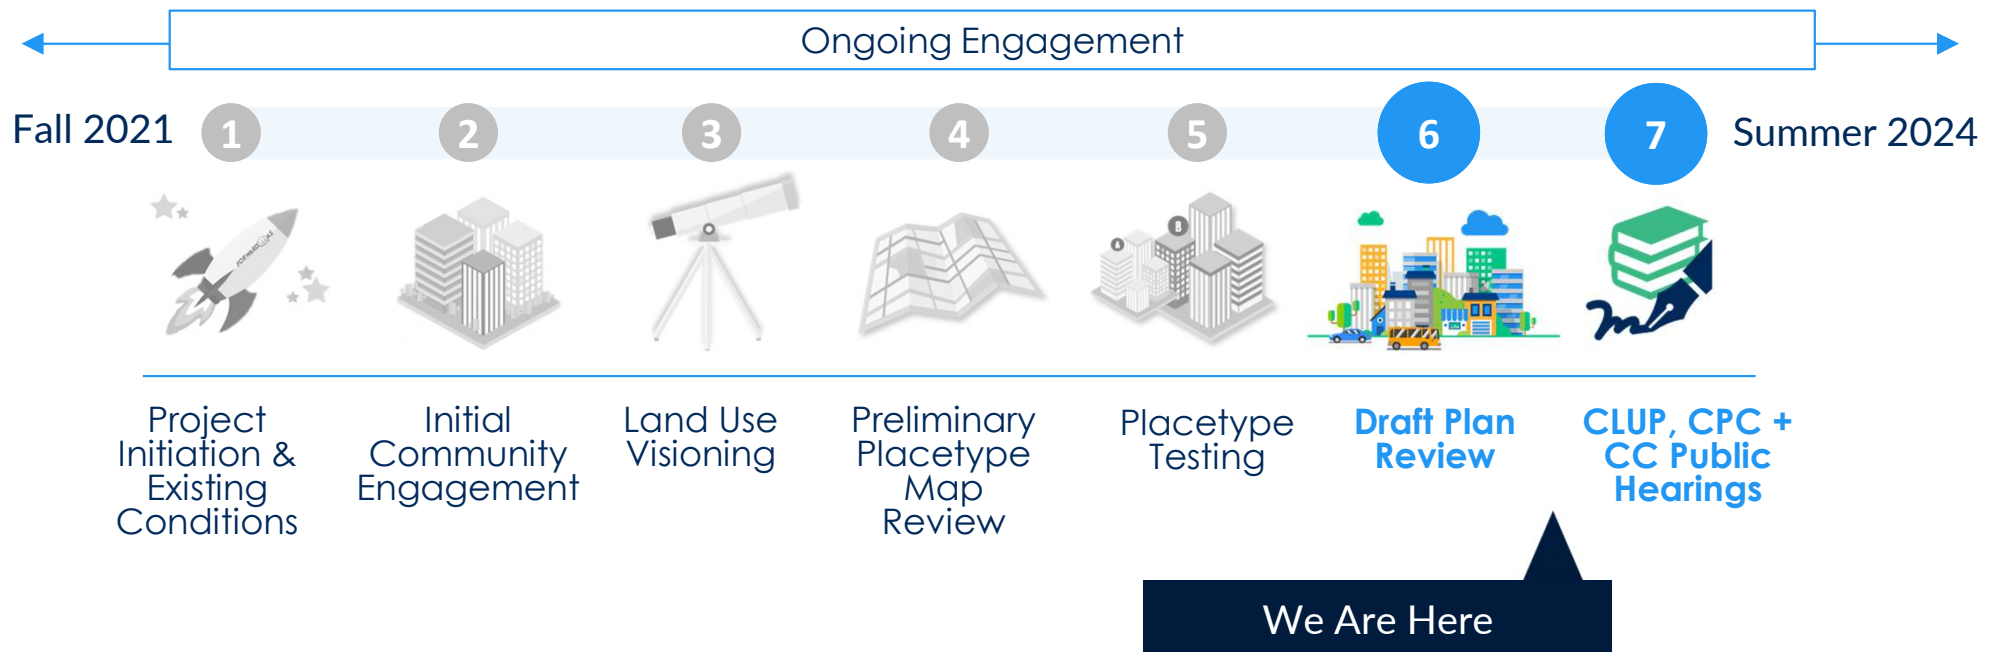 Ongoing Engagement
Fall 2021
1
2
3
4
5
6
7
Summer 2024
A
B
Project
Initiation &
Existing
Conditions
Initial
Community
Engagement
Land Use
Visioning
Preliminary
Placetype
Map
Review
Placetype
Testing
Draft Plan
Review
CLUP, CPC +
CC Public
Hearings
We Are Here